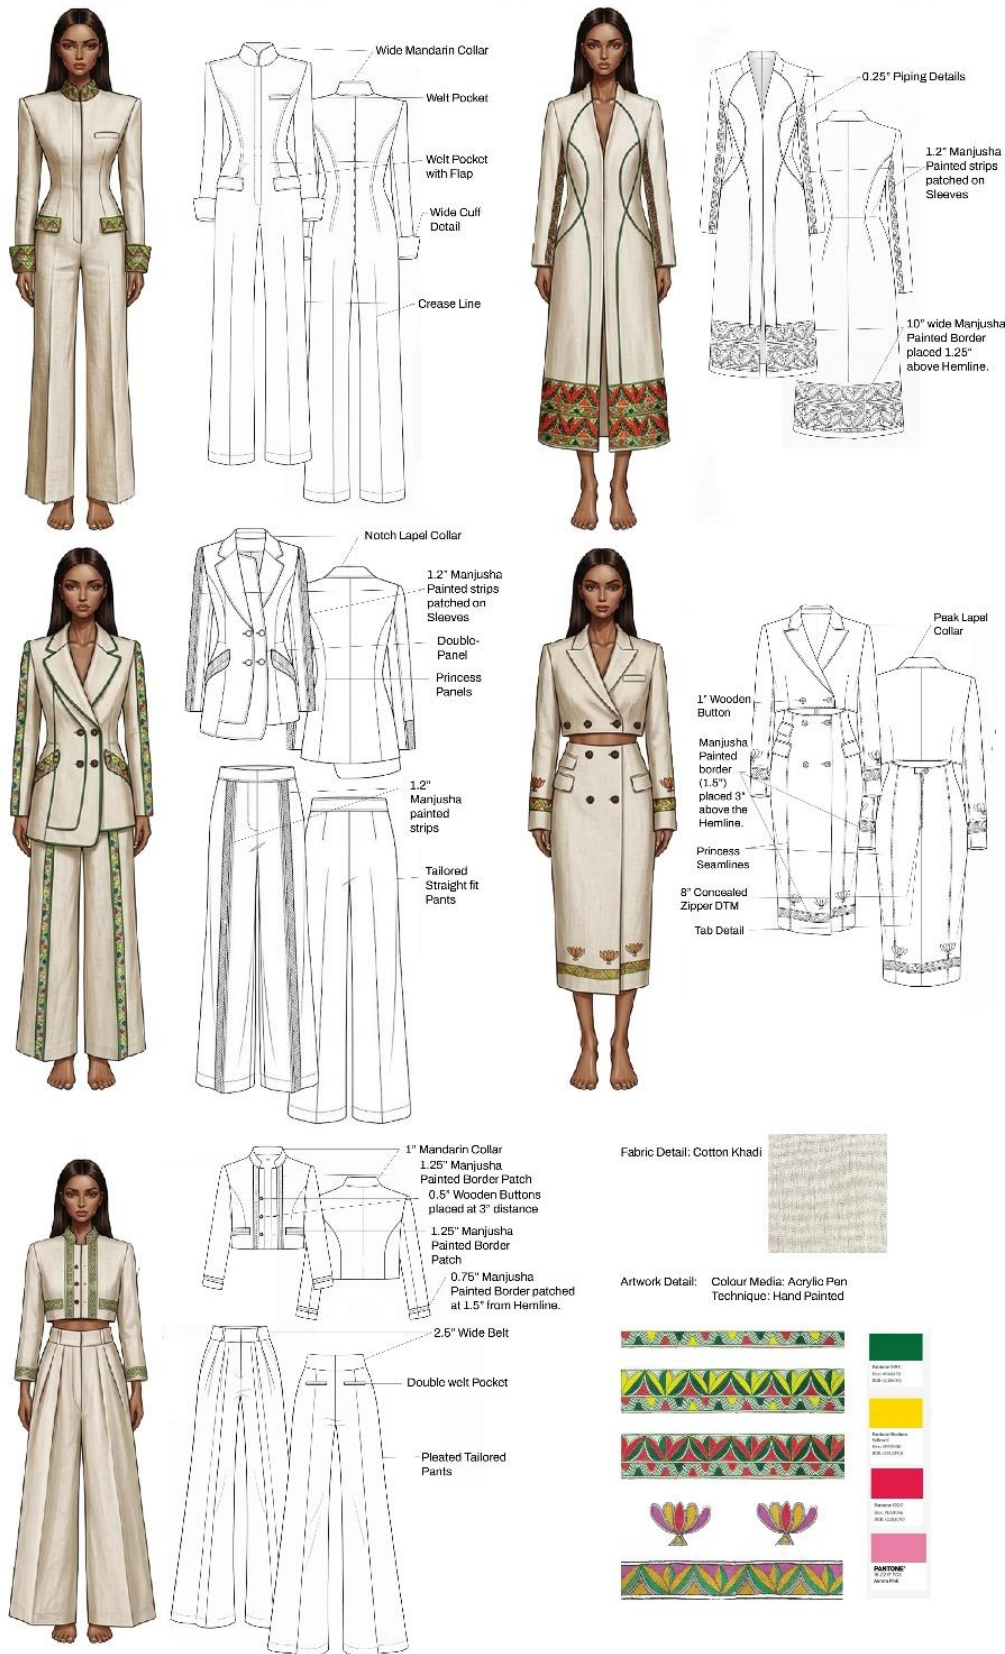 Wide Mandarin Collar
Welt Pocket
Welt Pocket
with Flap
Wide Cuff
Detail
Crease Line
0.25" Piping Details
1.2" Manjusha
Painted strips
patched on
Sleeves
10" wide Manjusha
Painted Border
placed 1.25"
above Hemline.
Notch Lapel Collar
1.2" Manjusha
Painted strips
patched on
Sleeves
Double-
Panel
Princess
Panels
1.2"
Manjusha
painted
strips
Tailored
Straight fit
Pants
Peak Lapel
Collar
1" Wooden
Button
Manjusha
Painted
border
(1.5")
placed 3"
above the
Hemline.
Princess
Seamlines
8" Concealed
Zipper DTM
Tab Detail
1" Mandarin Collar
1.25" Manjusha
Painted Border Patch
0.5" Wooden Buttons
placed at 3" distance
1.25" Manjusha
Painted Border
Patch
0.75" Manjusha
Painted Border patched
at 1.5" from Hemline.
2.5" Wide Belt
Double welt Pocket
Pleated Tailored
Pants
Fabric Detail: Cotton Khadi
Artwork Detail: Colour Media: Acrylic Pen
Technique: Hand Painted
PANTONE®